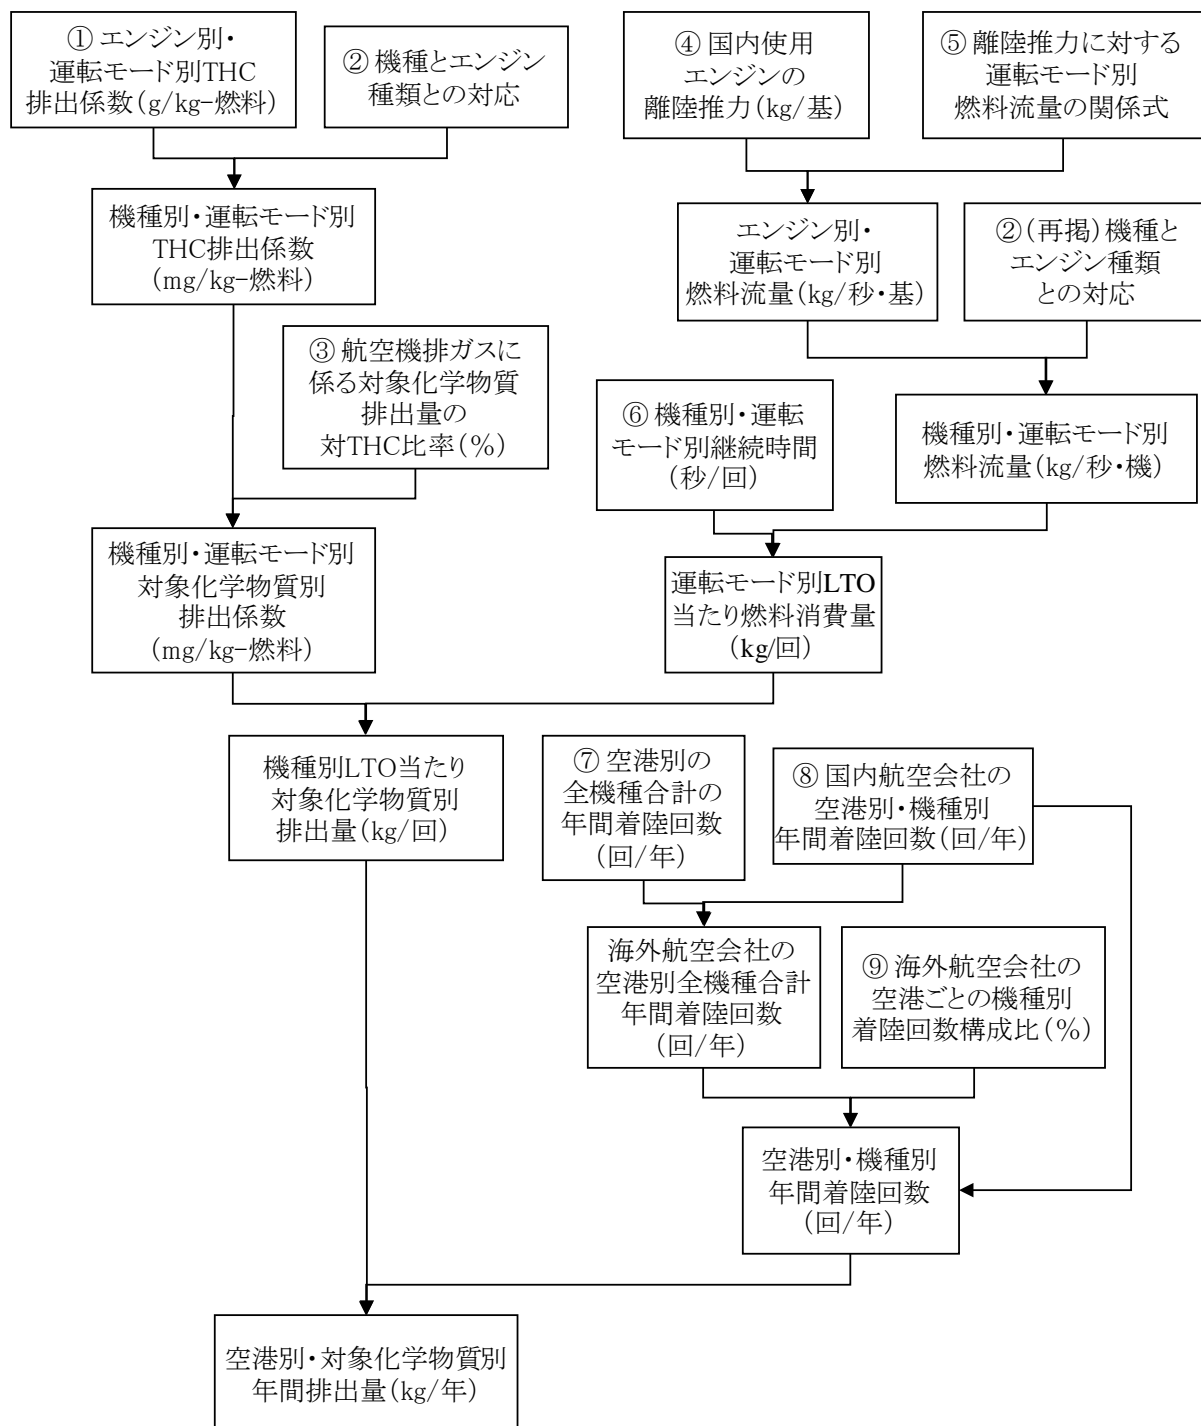 ① エンジン別・
運転モード別THC
排出係数(g/kg-燃料)
② 機種とエンジン
種類との対応
④ 国内使用
エンジンの
離陸推力(kg/基)
⑤ 離陸推力に対する
運転モード別
燃料流量の関係式
機種別・運転モード別
THC排出係数
(mg/kg-燃料)
エンジン別・
運転モード別
燃料流量(kg/秒・基)
②(再掲)機種と
エンジン種類
との対応
③ 航空機排ガスに
係る対象化学物質
排出量の
対THC比率(%)
⑥ 機種別・運転
モード別継続時間
(秒/回)
機種別・運転モード別
燃料流量(kg/秒・機)
機種別・運転モード別
対象化学物質別
排出係数
(mg/kg-燃料)
運転モード別LTO
当たり燃料消費量
(kg/回)
機種別LTO当たり
対象化学物質別
排出量(kg/回)
⑦ 空港別の
全機種合計の
年間着陸回数
(回/年)
⑧ 国内航空会社の
空港別・機種別
年間着陸回数(回/年)
海外航空会社の
空港別全機種合計
年間着陸回数
(回/年)
⑨ 海外航空会社の
空港ごとの機種別
着陸回数構成比(%)
空港別・機種別
年間着陸回数
(回/年)
空港別・対象化学物質別
年間排出量(kg/年)